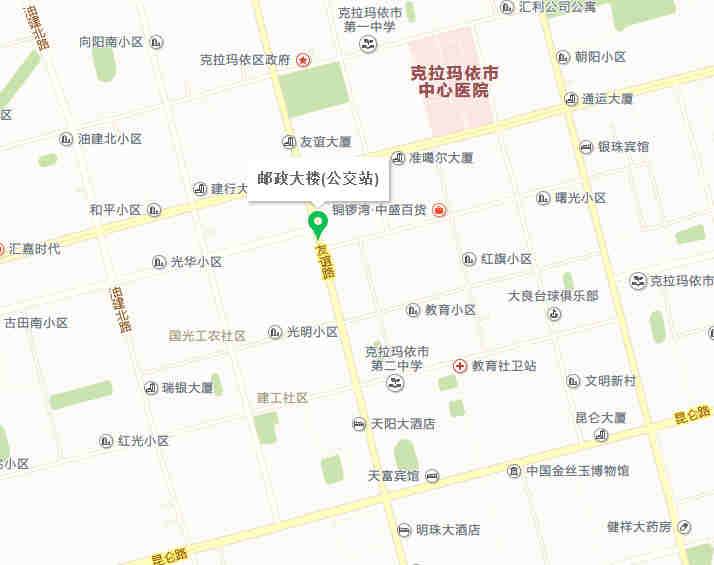 油建北路
汇利公司公寓
克拉玛依市
第一中学
向阳南小区
克拉玛依区政府
朝阳小区
克拉玛依市
中心医院
通运大厦
区
油建北小区
友谊大厦
银珠宾馆
准噶尔大厦
邮政大楼(公交站)
建行大
曙光小区
和平小区
铜锣湾·中盛百货
汇嘉时代
友谊路
光华小区
红旗小区
克拉玛依市
油建北路
大良台球俱乐部
教育小区
古田南小区
国光工农社区
光明小区
克拉玛依市
第二中学
教育社卫站
瑞银大厦
文明新村
建工社区
昆仑路
天阳大酒店
昆仑大厦
红光小区
小区
天富宾馆
中国金丝玉博物馆
明珠大酒店
健祥大药房
昆仑路